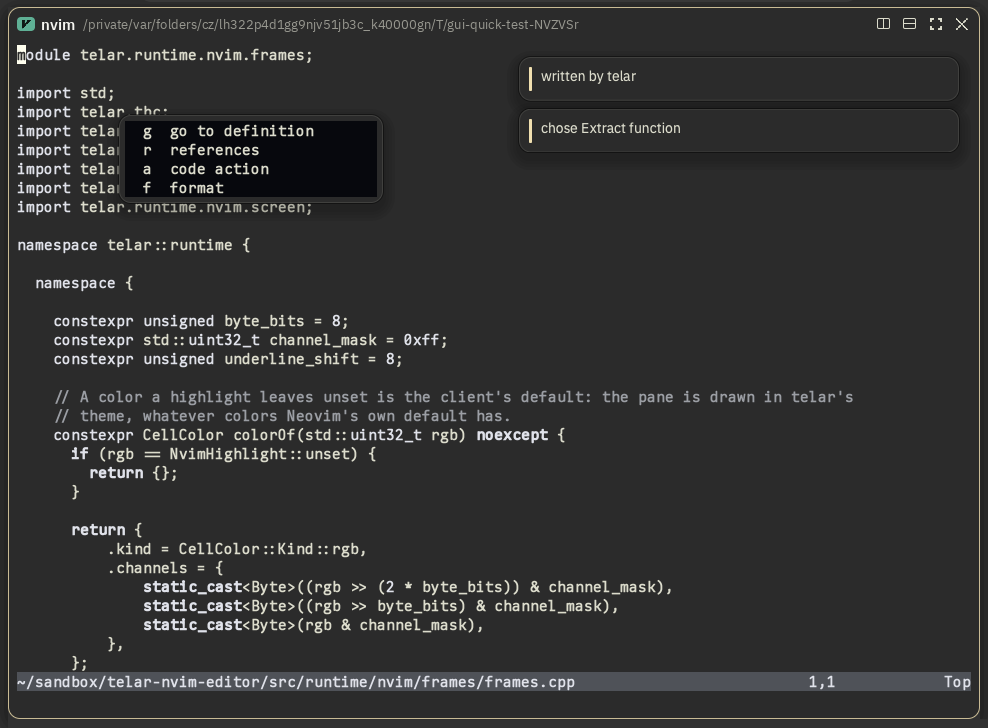 nvim /private/var/folders/cz/lh322p4d1gg9njv51jb3c_k40000gn/T/gui-quick-test-NVZVSr
module telar.runtime.nvim.frames;
written by telar
import std;
import telar.tbc;
chose Extract function
import tela
g go to definition
import tela
r references
import tela
a code action
import tela
f format
import telar.runtime.nvim.screen;
namespace telar::runtime {
namespace {
constexpr unsigned byte_bits = 8;
constexpr std::uint32_t channel_mask = 0xff;
constexpr unsigned underline_shift = 8;
// A color a highlight leaves unset is the client's default: the pane is drawn in telar's
// theme, whatever colors Neovim's own default has.
constexpr CellColor colorOf(std::uint32_t rgb) noexcept {
if (rgb == NvimHighlight::unset) {
return {};
}
return {
.kind = CellColor::Kind::rgb,
.channels = {
static_cast<Byte>((rgb >> (2 * byte_bits)) & channel_mask),
static_cast<Byte>((rgb >> byte_bits) & channel_mask),
static_cast<Byte>(rgb & channel_mask),
},
};
~/sandbox/telar-nvim-editor/src/runtime/nvim/frames/frames.cpp 1,1 Top